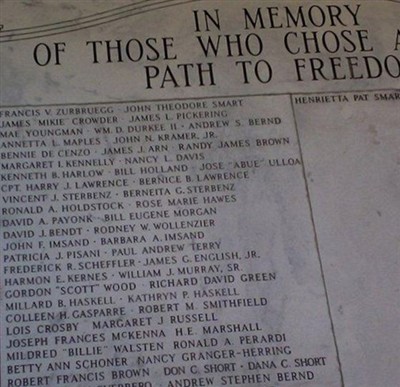 IN MEMORY
OF THOSE WHO CHOSE A
PATH TO FREEDO
FRANCIS V. ZURBRUEGG · JOHN THEODORE SMART
JAMES "MIKE" CROWDER · JAMES L. PICKERING
MAE YOUNGMAN · WM. D. DURKEE II · ANDREW S. BERND
ANNETTA L. MAPLES · JOHN N. KRAMER, JR.
BENNIE DE CENZO · JAMES J. ARN · RANDY JAMES BROWN
MARGARET I. KENNELLY · NANCY L. DAVIS
KENNETH B. HARLOW · BILL HOLLAND · JOSE "ABUE" ULLOA
CPT. HARRY J. LAWRENCE · BERNICE B. LAWRENCE
VINCENT J. STERBENZ · BERNEITA G. STERBENZ
RONALD A. HOLDSTOCK · ROSE MARIE HAWES
DAVID A. PAYONK · BILL EUGENE MORGAN
DAVID J. BENDT · RODNEY W. WOLLENZIER
JOHN F. IMSAND · BARBARA A. IMSAND
PATRICIA J. PISANI · PAUL ANDREW TERRY
FREDERICK R. SCHEFFLER · JAMES G. ENGLISH, JR.
HARMON E. KERNES · WILLIAM J. MURRAY, SR.
GORDON "SCOTT" WOOD · RICHARD DAVID GREEN
MILLARD B. HASKELL · KATHRYN P. HASKELL
COLLEEN H. GASPARRE · ROBERT M. SMITHFIELD
LOIS CROSBY · MARGARET J RUSSELL
JOSEPH FRANCES MCKENNA · H.E. MARSHALL
MILDRED "BILLIE" WALSTEN · RONALD A. PERARDI
BETTY ANN SCHONER · NANCY GRANGER-HERRING
ROBERT FRANCIS BROWN · DON C. SHORT · DANA C. SHORT
ANDREW STEPHEN BERND
HENRIETTA PAT SMAR